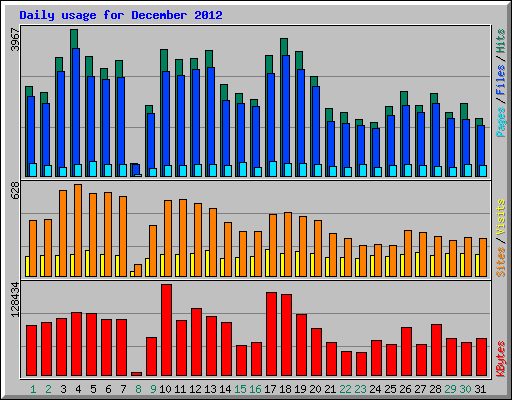 Daily usage for December 2012
3967
Pages / Files / Hits
628
Sites / Visits
128434
KBytes
1 2 3 4 5 6 7 8 9 10 11 12 13 14 15 16 17 18 19 20 21 22 23 24 25 26 27 28 29 30 31